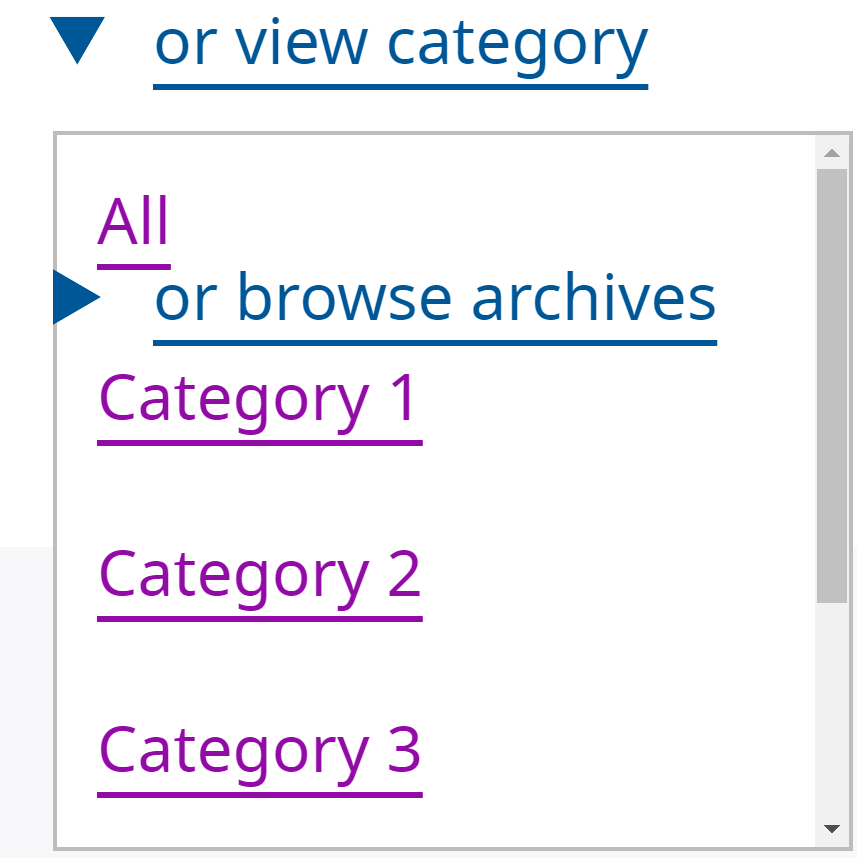 or view category
All
or browse archives
Category 1
Category 2
Category 3